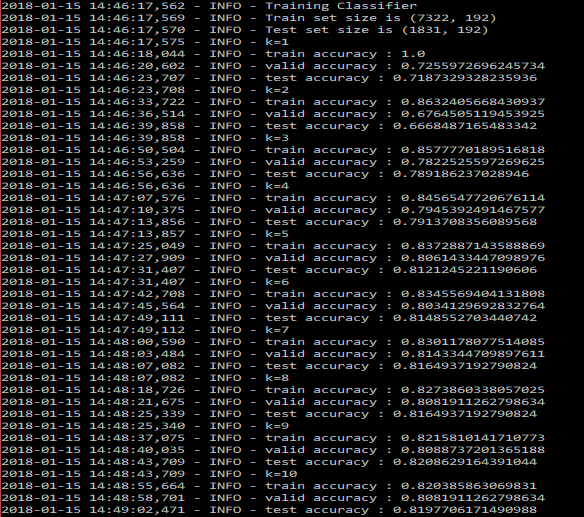 2018-01-15 14:46:17,562 - INFO - Training Classifier
2018-01-15 14:46:17,569 - INFO - Train set size is (7322, 192)
2018-01-15 14:46:17,570 - INFO - Test set size is (1831, 192)
2018-01-15 14:46:17,575 - INFO - k=1
2018-01-15 14:46:18,044 - INFO - train accuracy : 1.0
2018-01-15 14:46:20,602 - INFO - valid accuracy : 0.7255972696245734
2018-01-15 14:46:23,707 - INFO - test accuracy : 0.7187329328235936
2018-01-15 14:46:23,708 - INFO - k=2
2018-01-15 14:46:33,722 - INFO - train accuracy : 0.8632405668430937
2018-01-15 14:46:36,514 - INFO - valid accuracy : 0.6764505119453925
2018-01-15 14:46:39,858 - INFO - test accuracy : 0.6668487165483342
2018-01-15 14:46:39,858 - INFO - k=3
2018-01-15 14:46:50,504 - INFO - train accuracy : 0.8577770189516818
2018-01-15 14:46:53,259 - INFO - valid accuracy : 0.7822525597269625
2018-01-15 14:46:56,636 - INFO - test accuracy : 0.789186237028946
2018-01-15 14:46:56,636 - INFO - k=4
2018-01-15 14:47:07,576 - INFO - train accuracy : 0.8456547720676114
2018-01-15 14:47:10,375 - INFO - valid accuracy : 0.7945392491467577
2018-01-15 14:47:13,856 - INFO - test accuracy : 0.7913708356089568
2018-01-15 14:47:13,857 - INFO - k=5
2018-01-15 14:47:25,049 - INFO - train accuracy : 0.8372887143588869
2018-01-15 14:47:27,909 - INFO - valid accuracy : 0.8061433447098976
2018-01-15 14:47:31,407 - INFO - test accuracy : 0.8121245221190606
2018-01-15 14:47:31,407 - INFO - k=6
2018-01-15 14:47:42,708 - INFO - train accuracy : 0.8345569404131808
2018-01-15 14:47:45,564 - INFO - valid accuracy : 0.8034129692832764
2018-01-15 14:47:49,111 - INFO - test accuracy : 0.8148552703440742
2018-01-15 14:47:49,112 - INFO - k=7
2018-01-15 14:48:00,590 - INFO - train accuracy : 0.8301178077514085
2018-01-15 14:48:03,484 - INFO - valid accuracy : 0.8143344709897611
2018-01-15 14:48:07,082 - INFO - test accuracy : 0.8164937192790824
2018-01-15 14:48:07,082 - INFO - k=8
2018-01-15 14:48:18,726 - INFO - train accuracy : 0.8273860338057025
2018-01-15 14:48:21,675 - INFO - valid accuracy : 0.8081911262798634
2018-01-15 14:48:25,339 - INFO - test accuracy : 0.8164937192790824
2018-01-15 14:48:25,340 - INFO - k=9
2018-01-15 14:48:37,075 - INFO - train accuracy : 0.8215810141710773
2018-01-15 14:48:40,035 - INFO - valid accuracy : 0.8088737201365188
2018-01-15 14:48:43,709 - INFO - test accuracy : 0.8208629164391044
2018-01-15 14:48:43,709 - INFO - k=10
2018-01-15 14:48:55,664 - INFO - train accuracy : 0.820385863069831
2018-01-15 14:48:58,701 - INFO - valid accuracy : 0.8081911262798634
2018-01-15 14:49:02,471 - INFO - test accuracy : 0.8197706171490988